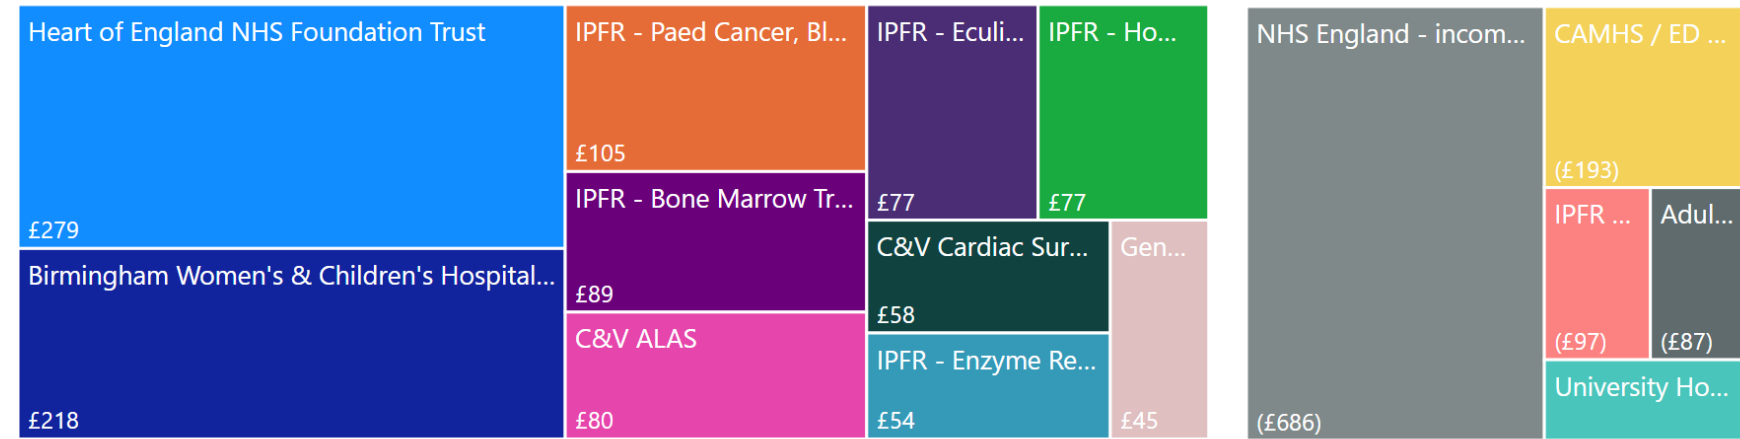 Heart of England NHS Foundation Trust
£279
Birmingham Women's & Children's Hospital...
£218
IPFR - Paed Cancer, Bl...
£105
IPFR - Bone Marrow Tr...
£89
C&V ALAS
£80
IPFR - Eculi...
£77
IPFR - Ho...
£77
C&V Cardiac Sur...
£58
IPFR - Enzyme Re...
£54
Gen...
£45
NHS England - incom...
(£686)
CAMHS / ED ...
(£193)
IPFR ...
(£97)
Adul...
(£87)
University Ho...